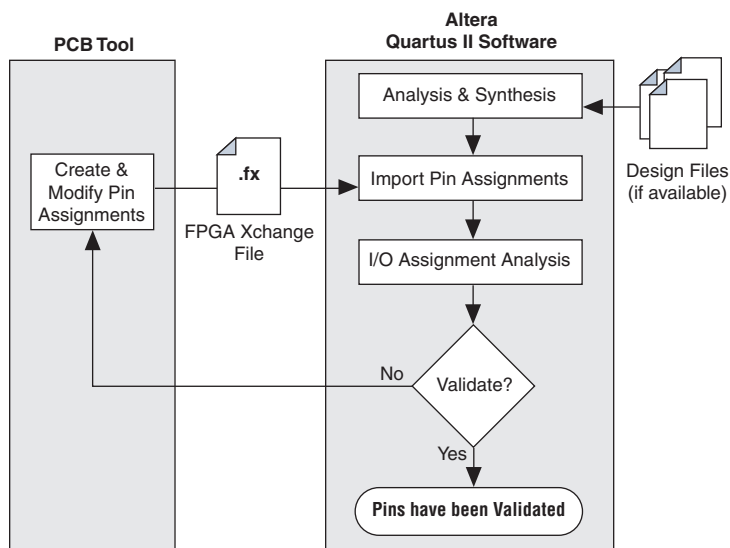 PCB Tool
Altera
Quartus II Software
Analysis & Synthesis
Design Files
(if available)
Create &
Modify Pin
Assignments
.fx
FPGA Xchange
File
Import Pin Assignments
I/O Assignment Analysis
No
Validate?
Yes
Pins have been Validated